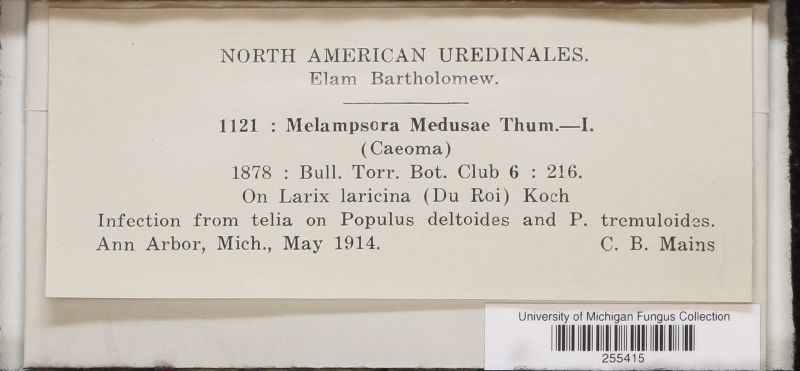 NORTH AMERICAN UREDINALES.
Elam Bartholomew.
1121 : Melampsora Medusae Thum.—I.
(Caeoma)
1878 : Bull. Torr. Bot. Club 6 : 216.
On Larix laricina (Du Roi) Koch
Infection from telia on Populus deltoides and P. tremuloides.
Ann Arbor, Mich., May 1914. C. B. Mains
University of Michigan Fungus Collection
255415